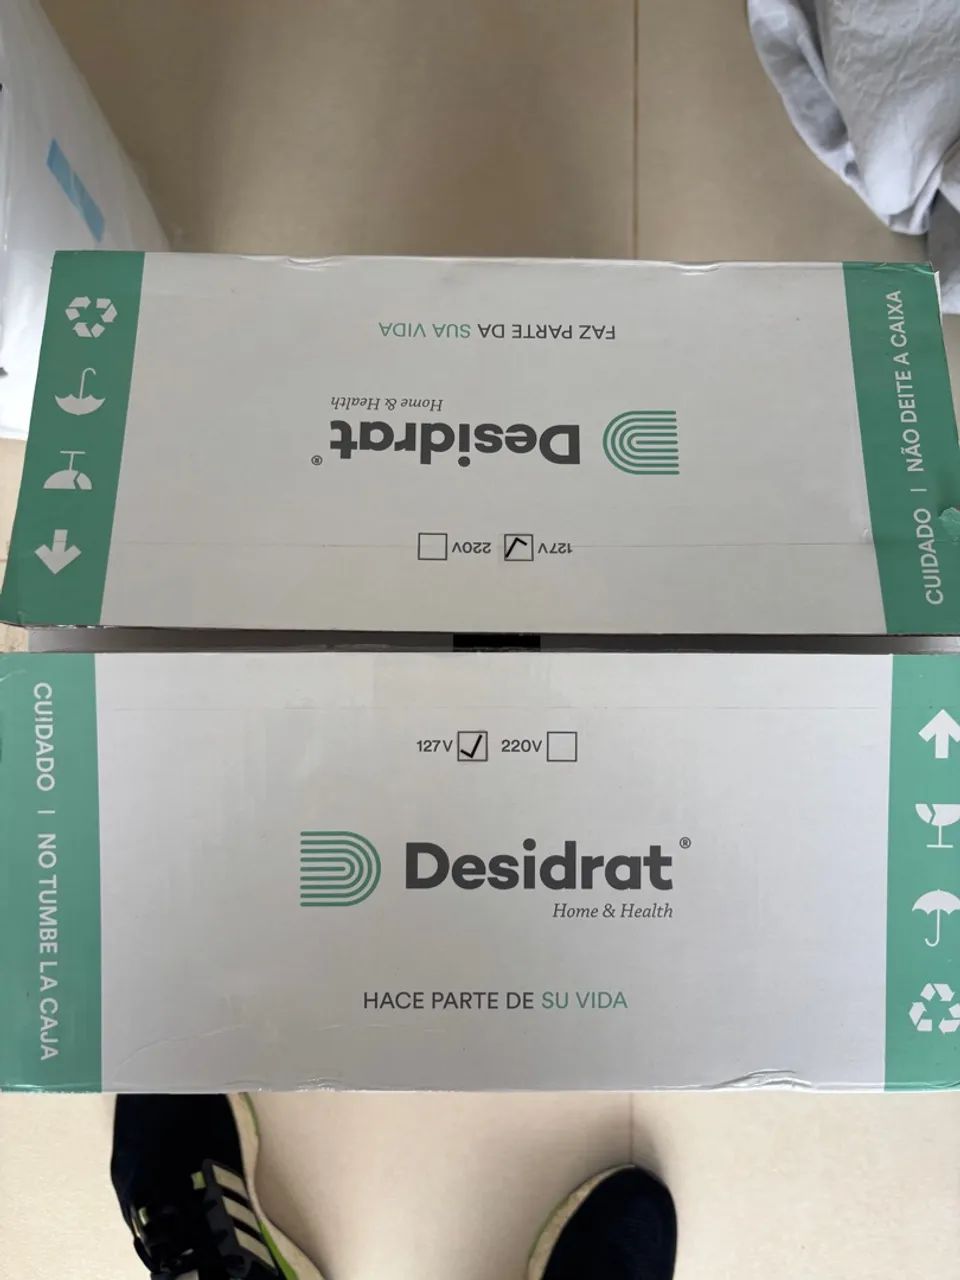 FAZ PARTE DA SUA VIDA
Home & Health
Desidrat®
127V 220V
CUIDADO | NÃO DEITE A CAIXA
CUIDADO | NO TUMBE LA CAJA
127V 220V
Desidrat®
Home & Health
HACE PARTE DE SU VIDA